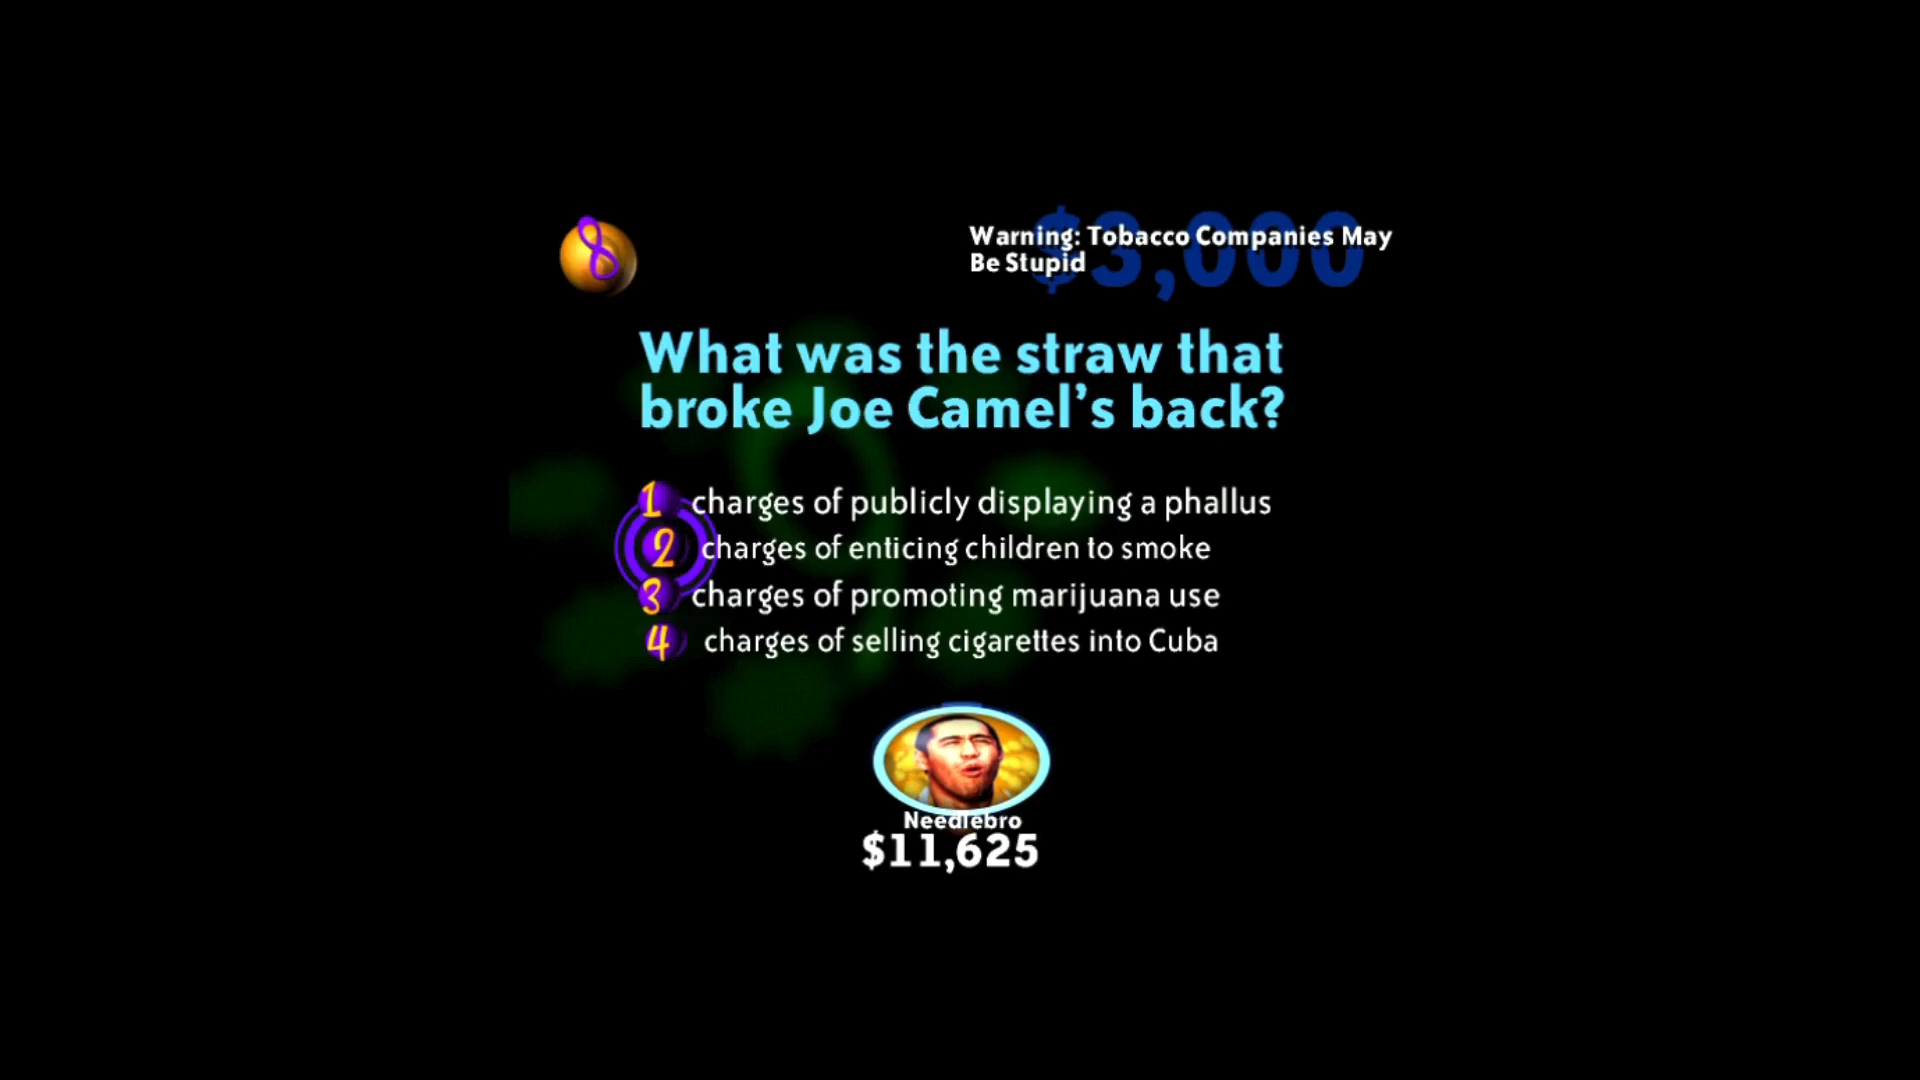 8
$3,000
Warning: Tobacco Companies May
Be Stupid
What was the straw that
broke Joe Camel's back?
1 charges of publicly displaying a phallus
2 charges of enticing children to smoke
3 charges of promoting marijuana use
4 charges of selling cigarettes into Cuba
9
Needlebro
$11,625